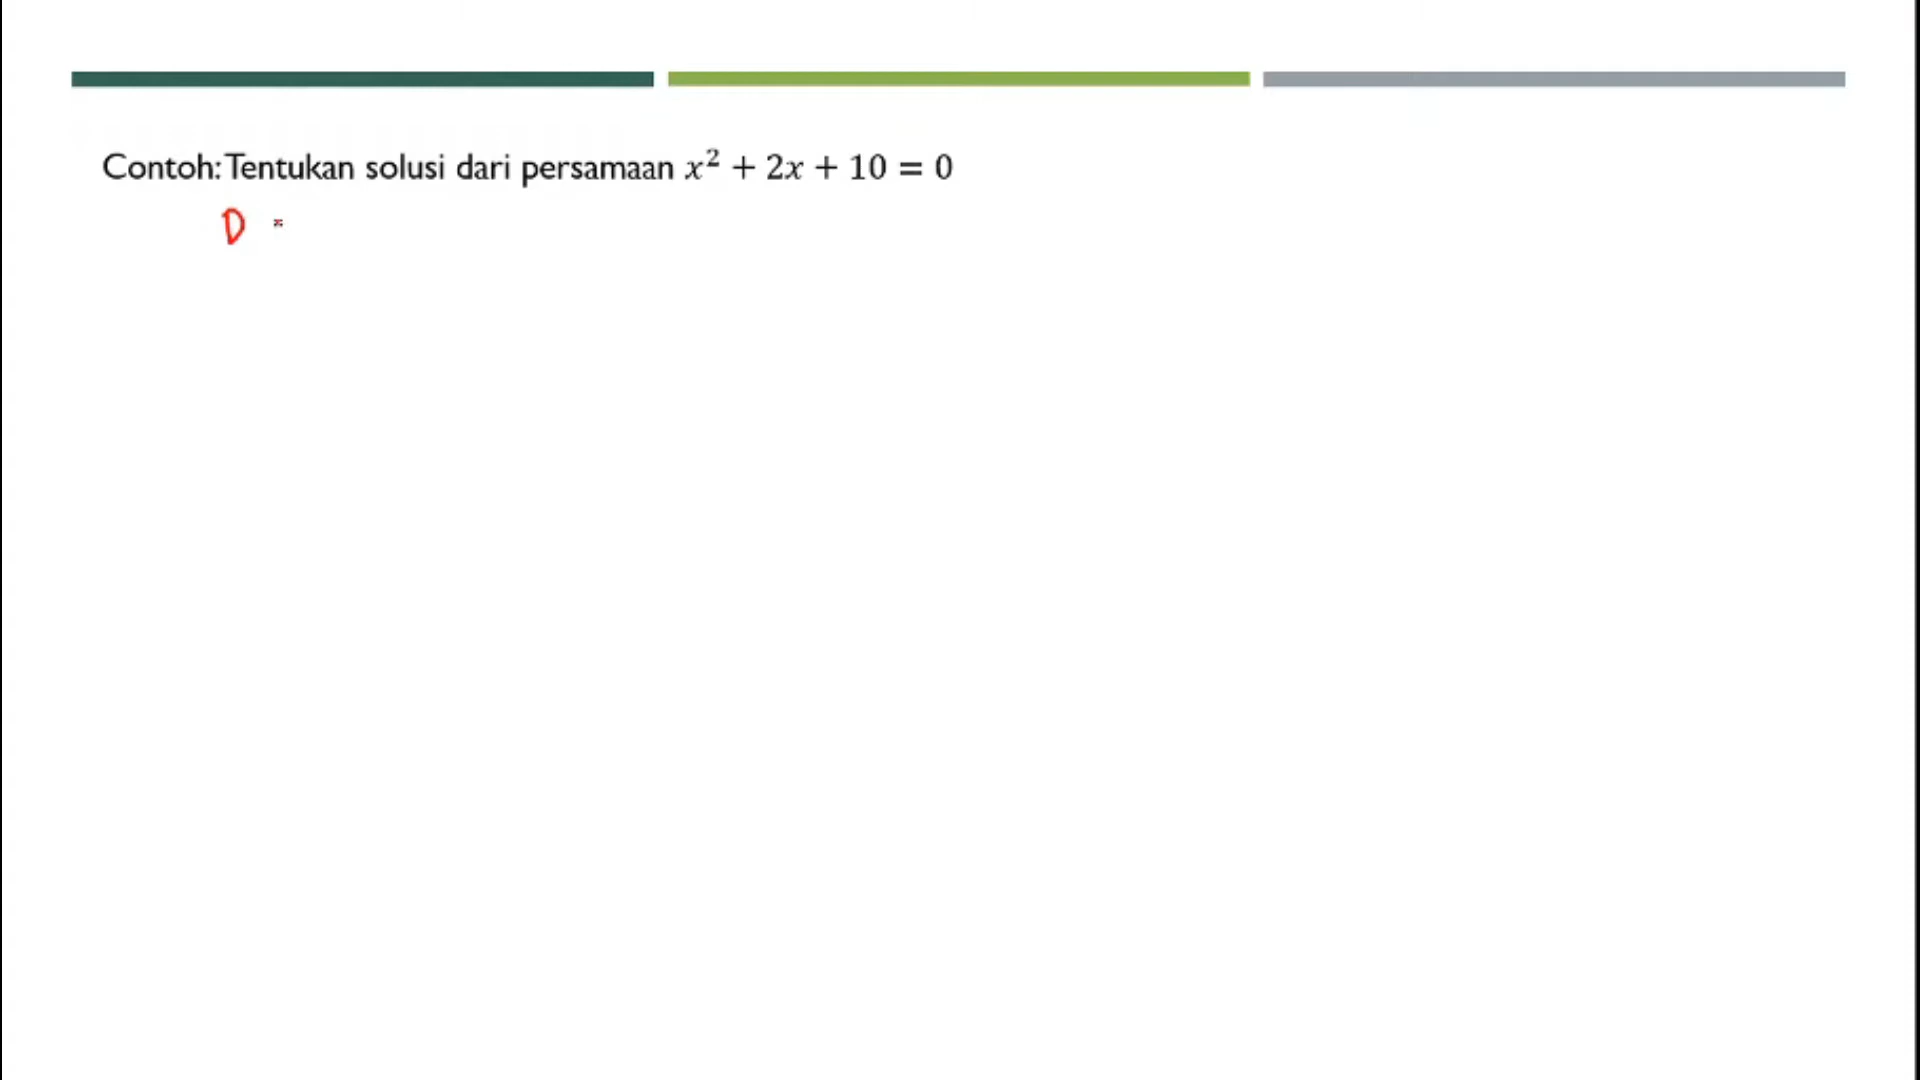 Contoh: Tentukan solusi dari persamaan $x^2 + 2x + 10 = 0$
D =